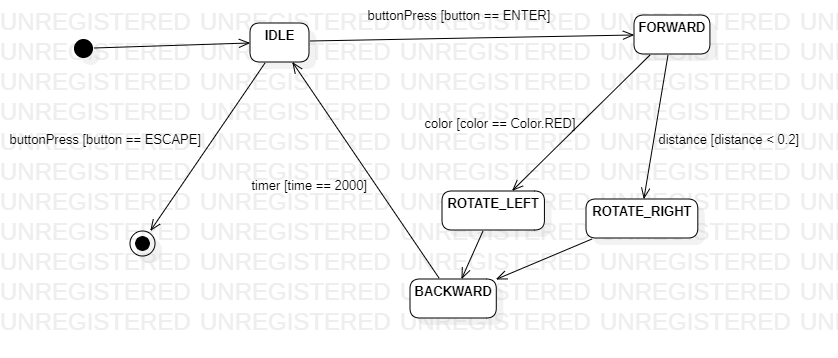 buttonPress [button == ENTER]
IDLE
FORWARD
color [color == Color.RED]
buttonPress [button == ESCAPE]
distance [distance < 0.2]
timer [time == 2000]
ROTATE_LEFT
ROTATE_RIGHT
BACKWARD
UNREGISTERED UNREGISTERED UNREGISTERED UNREGISTERED UNREGISTERED